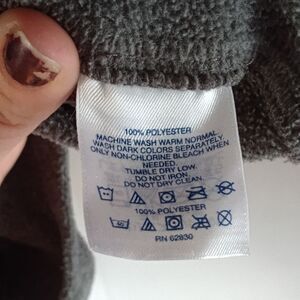 100% POLYESTER
MACHINE WASH WARM NORMAL.
WASH DARK COLORS SEPARATELY.
ONLY NON-CHLORINE BLEACH WHEN
NEEDED.
TUMBLE DRY LOW.
DO NOT IRON.
DO NOT DRY CLEAN.
100% POLYESTER
40
RN 62830